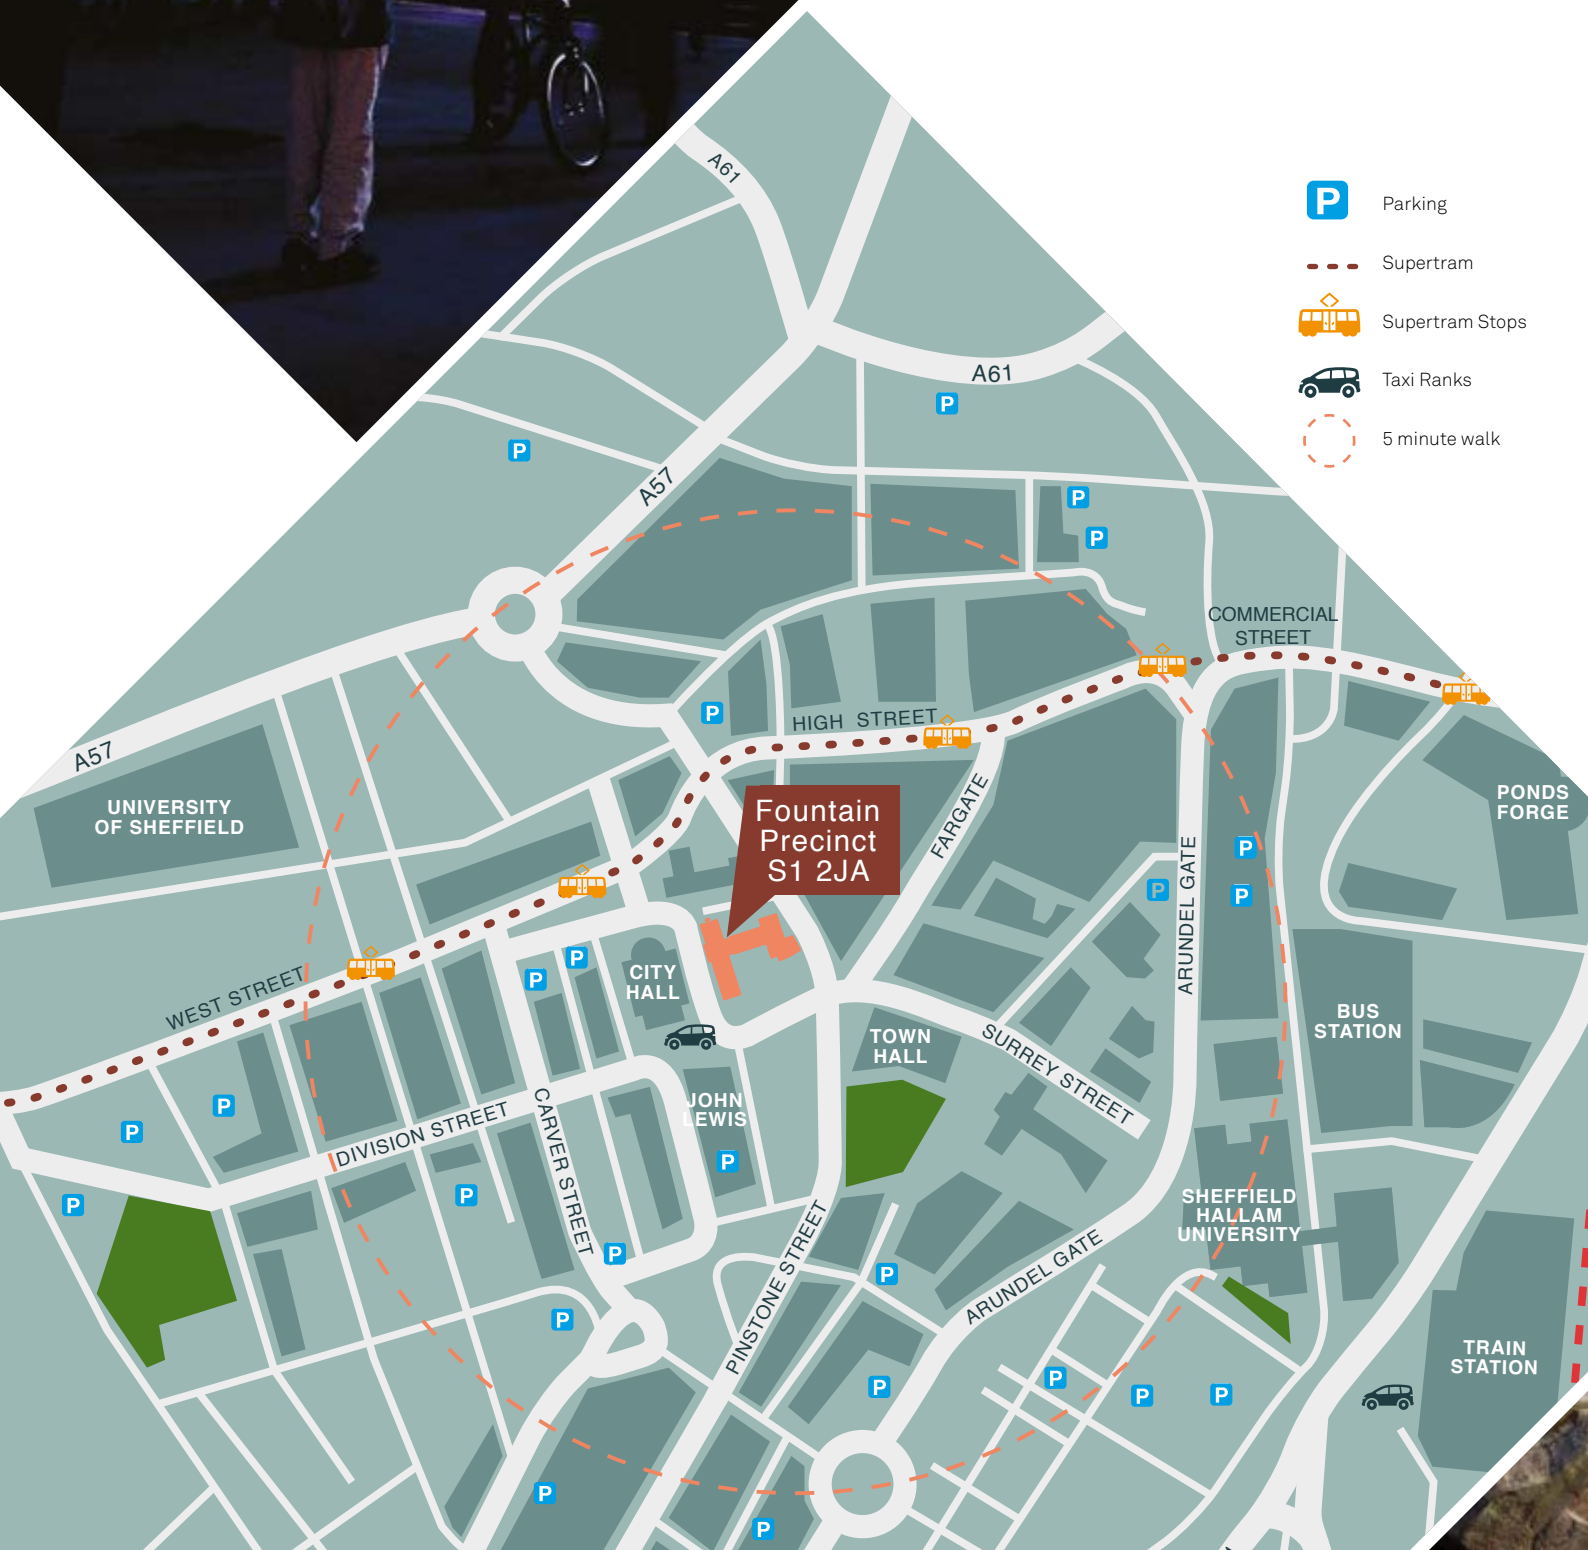 A61
P Parking
Supertram
Supertram Stops
Taxi Ranks
5 minute walk
A61
P
P
A57
P
P
COMMERCIAL
STREET
P
HIGH STREET
A57
UNIVERSITY
OF SHEFFIELD
Fountain
Precinct
S1 2JA
FARGATE
PONDS
FORGE
P
P
P
ARUNDEL GATE
WEST STREET
P
P
CITY
HALL
BUS
STATION
TOWN
HALL
SURREY STREET
P
P
JOHN
LEWIS
DIVISION STREET
CARVER STREET
P
P
P
SHEFFIELD
HALLAM
UNIVERSITY
P
P
PINSTONE STREET
ARUNDEL GATE
P
TRAIN
STATION
P
P
P
P
P
P